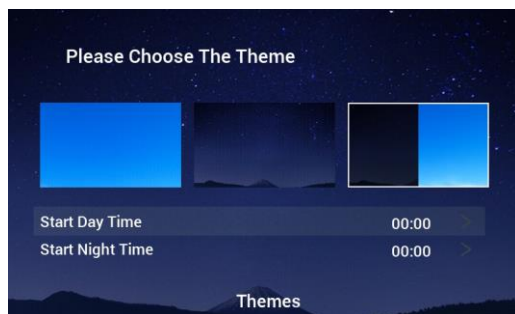 Please Choose The Theme
Start Day Time 00:00 >
Start Night Time 00:00 >
Themes